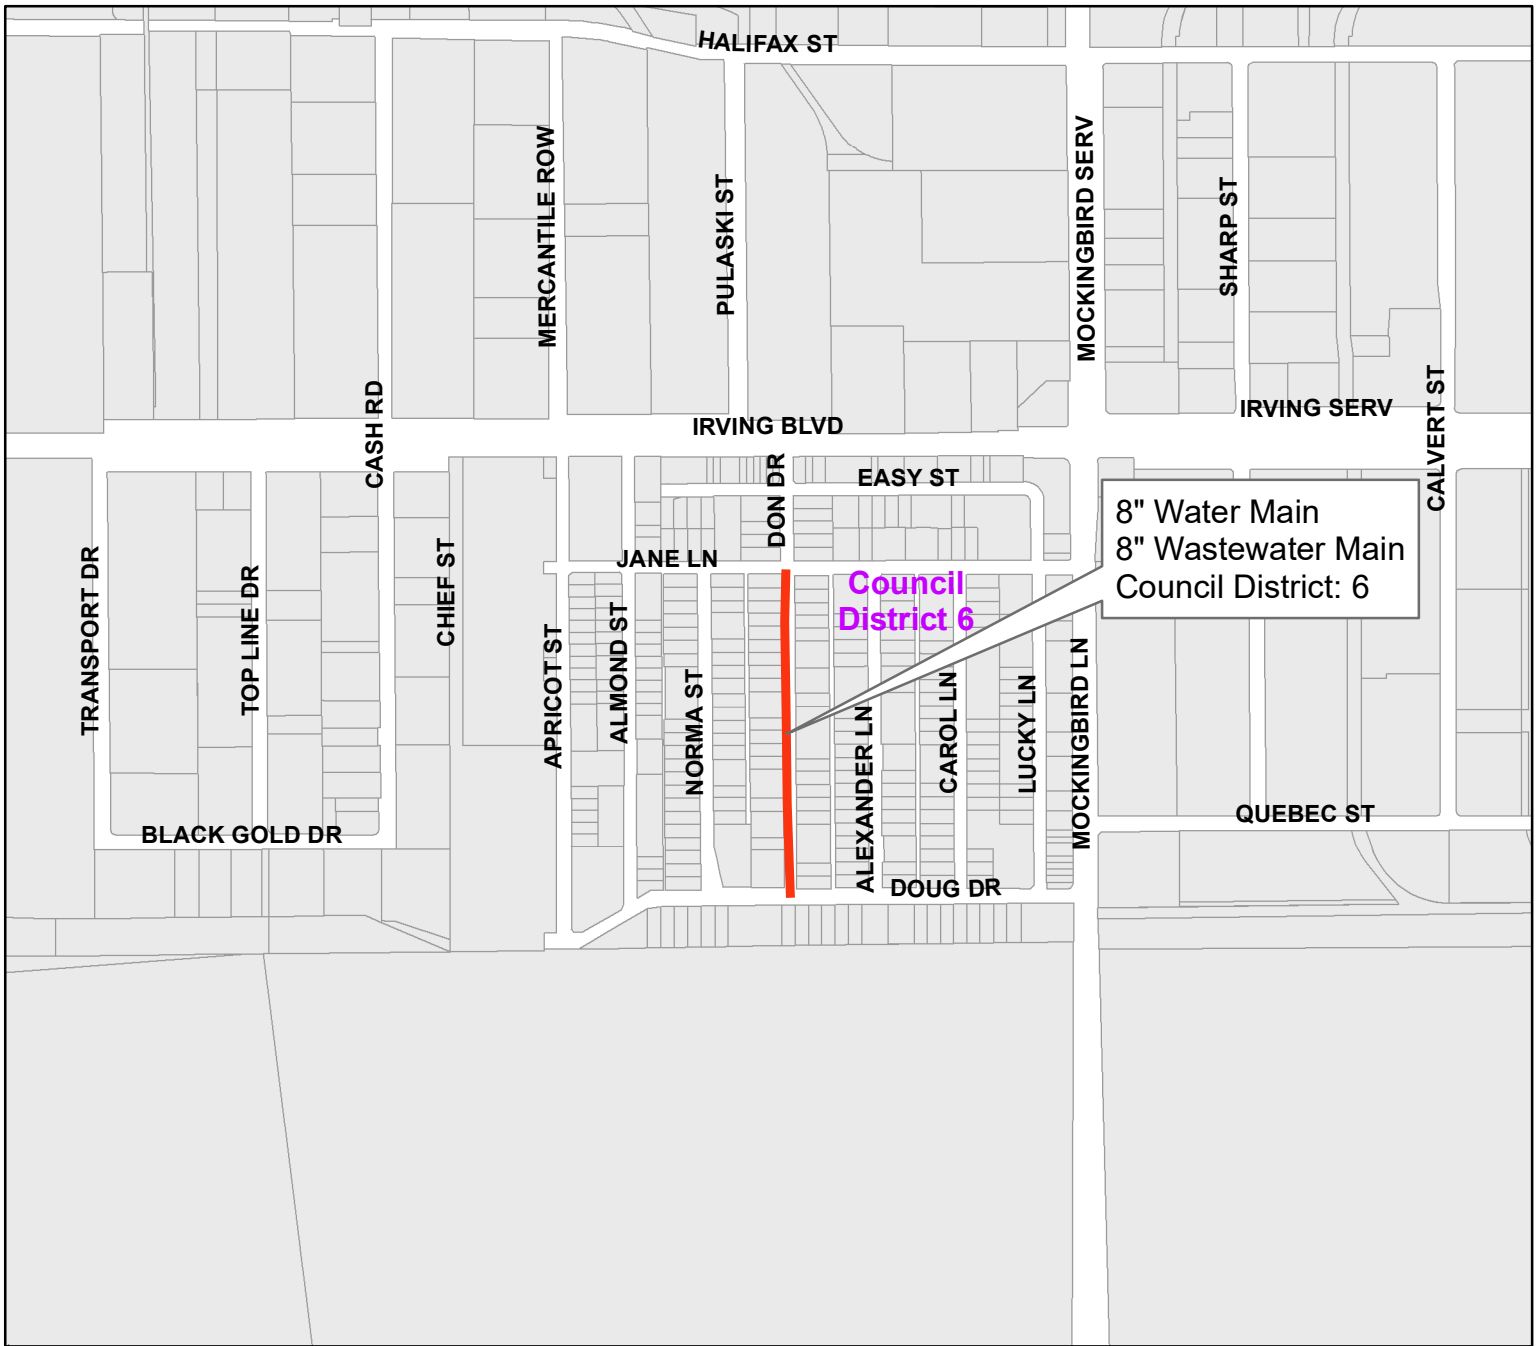 HALIFAX ST
MERCANTILE ROW
PULASKI ST
MOCKINGBIRD SERV
SHARP ST
CASH RD
IRVING BLVD
IRVING SERV
CALVERT ST
DON DR
EASY ST
8" Water Main
8" Wastewater Main
Council District: 6
JANE LN
Council
District 6
TRANSPORT DR
TOP LINE DR
CHIEF ST
APRICOT ST
ALMOND ST
NORMA ST
ALEXANDER LN
CAROL LN
LUCKY LN
MOCKINGBIRD LN
BLACK GOLD DR
QUEBEC ST
DOUG DR